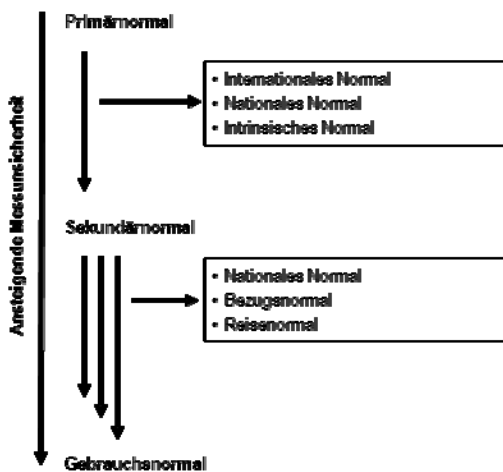 Primärnormal
• Internationales Normal
• Nationales Normal
• Intrinsisches Normal
Ansteigende Messunsicherheit
Sekundärnormal
• Nationales Normal
• Bezugsnormal
• Reisenormal
Gebrauchsnormal